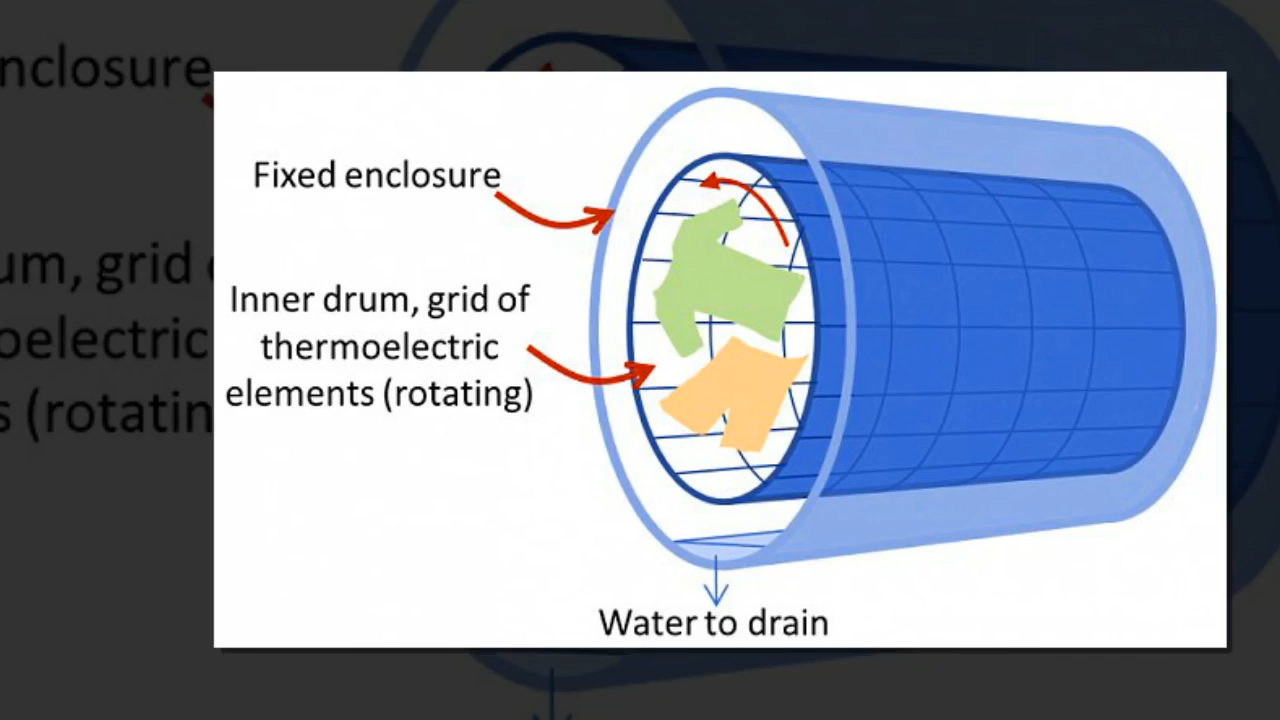 nclosure
Fixed enclosure
um, grid
Inner drum, grid of
oelectric
thermoelectric
s (rotatin
elements (rotating)
Water to drain